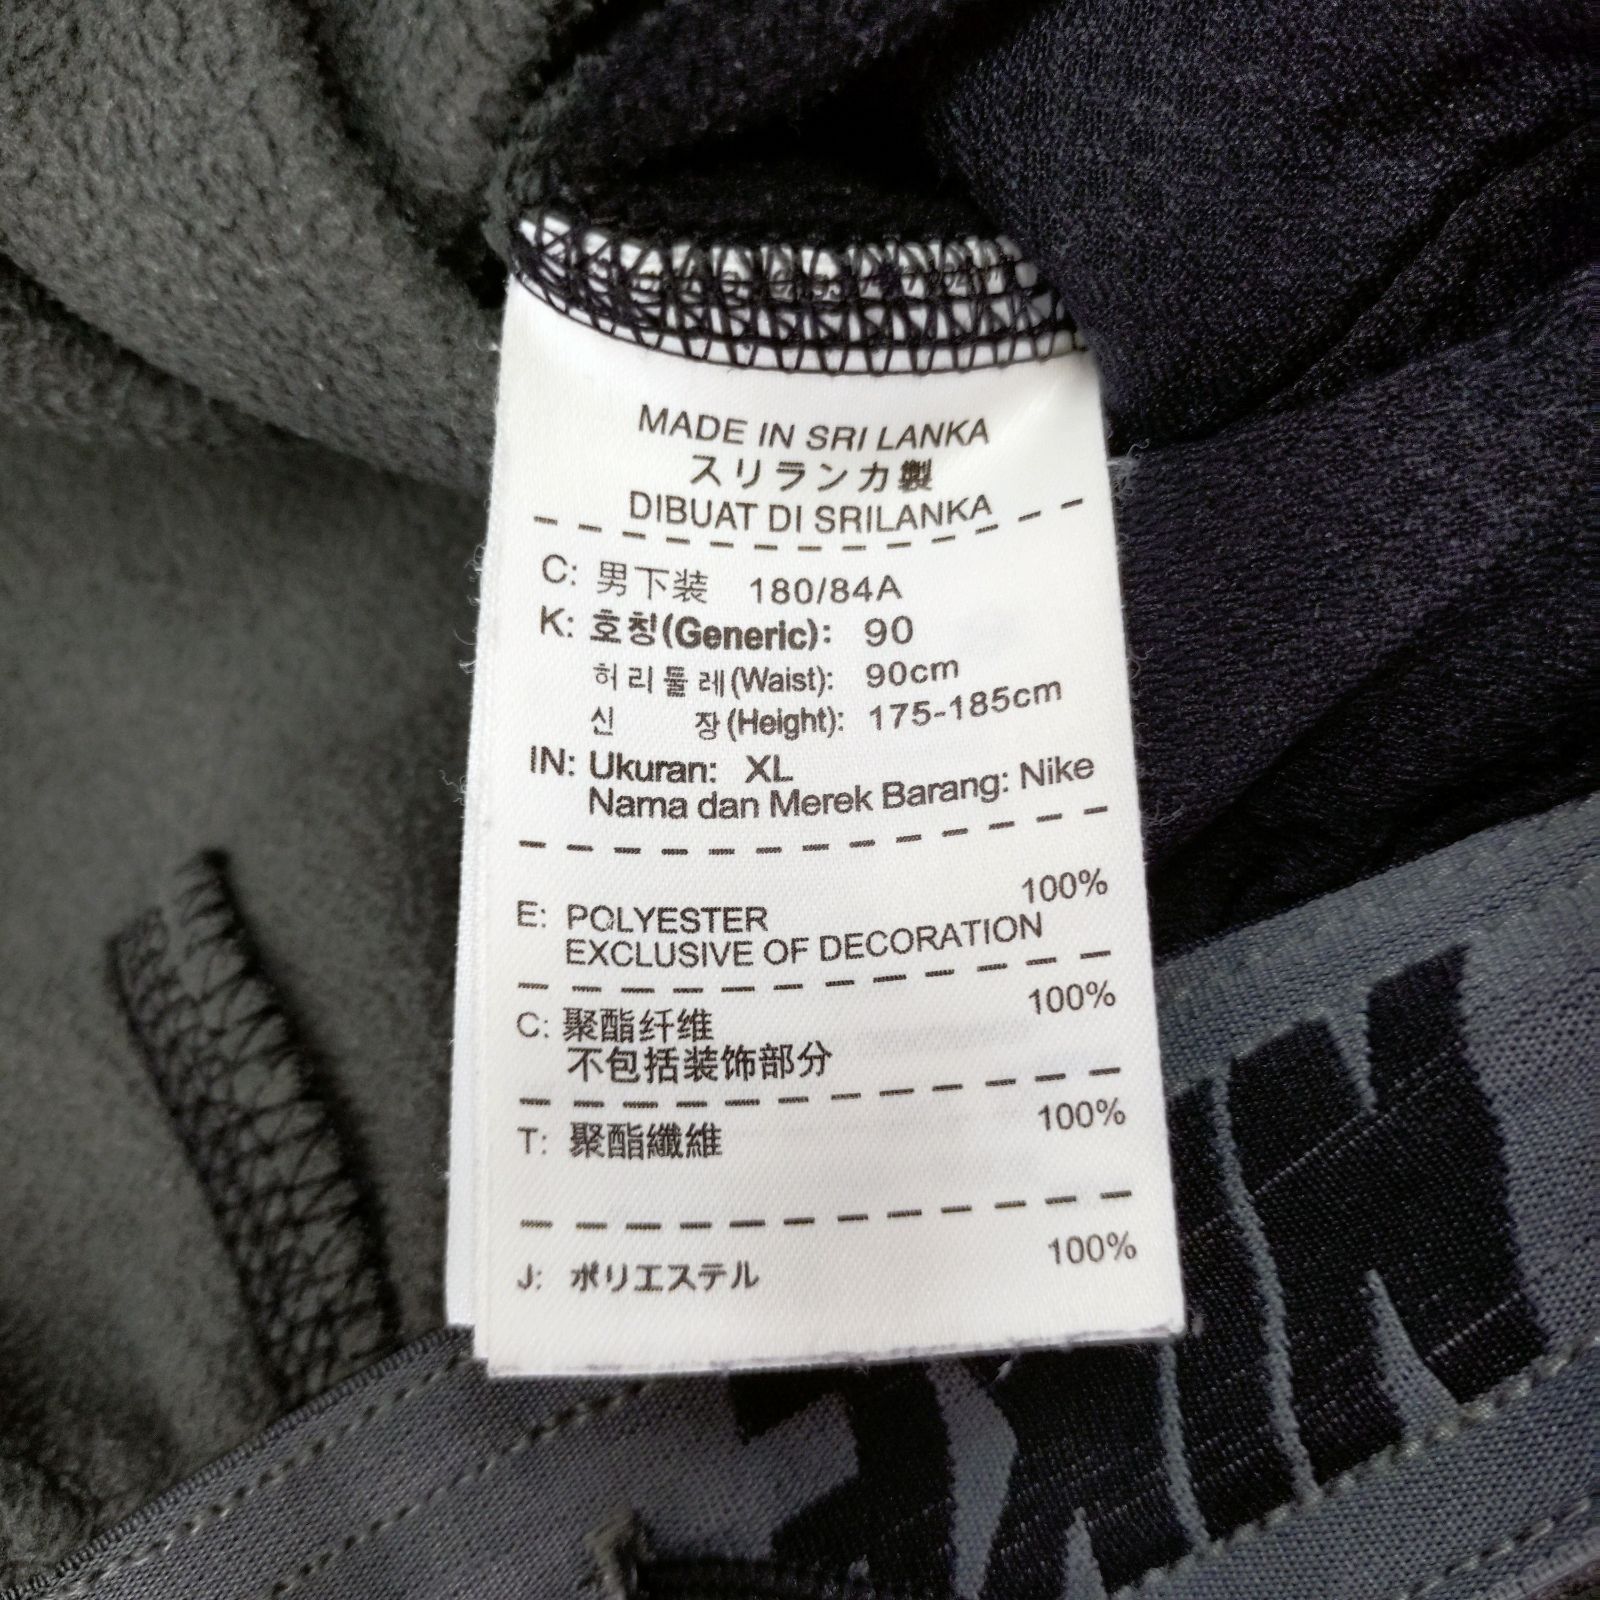 MADE IN SRI LANKA
スリランカ製
DIBUAT DI SRILANKA
C: 男下装 180/84A
K: 호칭(Generic): 90
허리둘레(Waist): 90cm
신 장(Height): 175-185cm
IN: Ukuran: XL
Nama dan Merek Barang: Nike
E: POLYESTER 100%
EXCLUSIVE OF DECORATION
C: 聚酯纤维 100%
不包括装饰部分
T: 聚酯纖維 100%
J: ポリエステル 100%